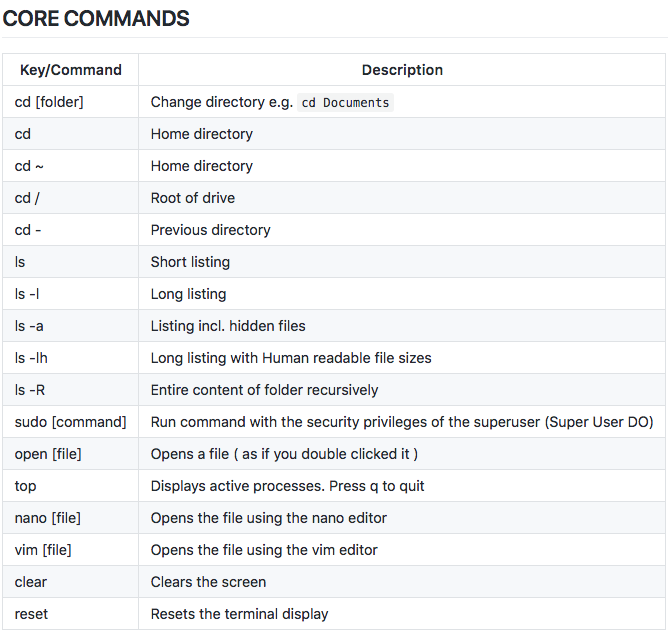 CORE COMMANDS
Key/Command Description
cd [folder] Change directory e.g. cd Documents
cd Home directory
cd ~ Home directory
cd / Root of drive
cd - Previous directory
ls Short listing
ls -l Long listing
ls -a Listing incl. hidden files
ls -lh Long listing with Human readable file sizes
ls -R Entire content of folder recursively
sudo [command] Run command with the security privileges of the superuser (Super User DO)
open [file] Opens a file ( as if you double clicked it )
top Displays active processes. Press q to quit
nano [file] Opens the file using the nano editor
vim [file] Opens the file using the vim editor
clear Clears the screen
reset Resets the terminal display